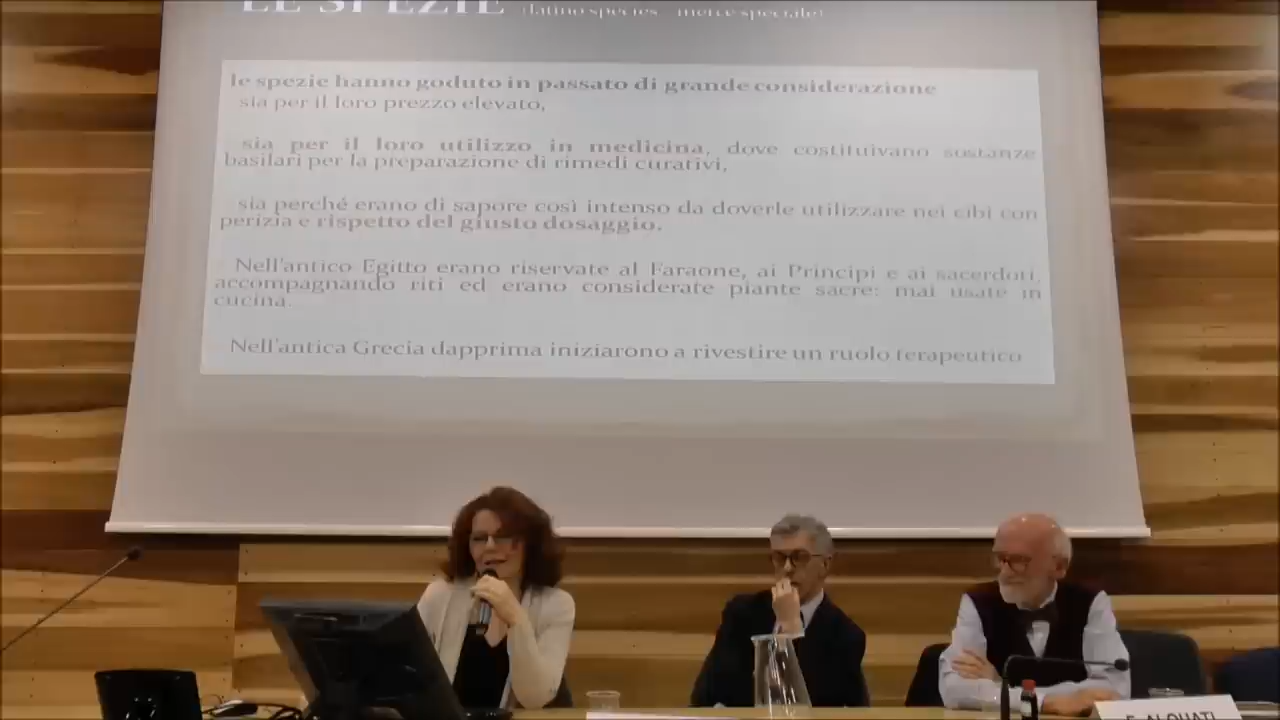 LE SPEZIE (latino species = merce speciale)
le spezie hanno goduto in passato di grande considerazione
sia per il loro prezzo elevato,
sia per il loro utilizzo in medicina, dove costituivano sostanze
basilari per la preparazione di rimedi curativi,
sia perché erano di sapore così intenso da doverle utilizzare nei cibi con
perizia e rispetto del giusto dosaggio.
Nell'antico Egitto erano riservate al Faraone, ai Principi e ai sacerdoti,
accompagnando riti ed erano considerate piante sacre: mai usate in
cucina.
Nell'antica Grecia dapprima iniziarono a rivestire un ruolo terapeutico